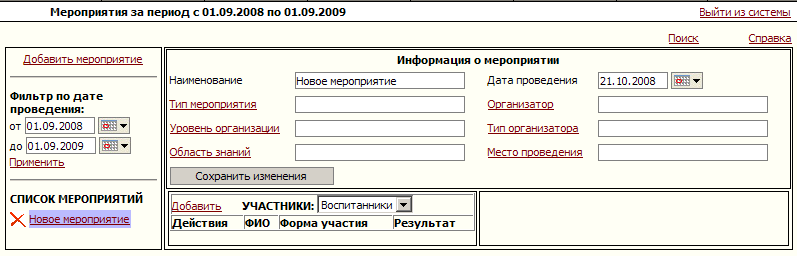 Мероприятия за период с 01.09.2008 по 01.09.2009
Выйти из системы
Поиск Справка
Добавить мероприятие
Фильтр по дате
проведения:
от 01.09.2008
до 01.09.2009
Применить
СПИСОК МЕРОПРИЯТИЙ
Новое мероприятие
Информация о мероприятии
Наименование Новое мероприятие Дата проведения 21.10.2008
Тип мероприятия Организатор
Уровень организации Тип организатора
Область знаний Место проведения
Сохранить изменения
Добавить УЧАСТНИКИ: Воспитанники
Действия ФИО Форма участия Результат